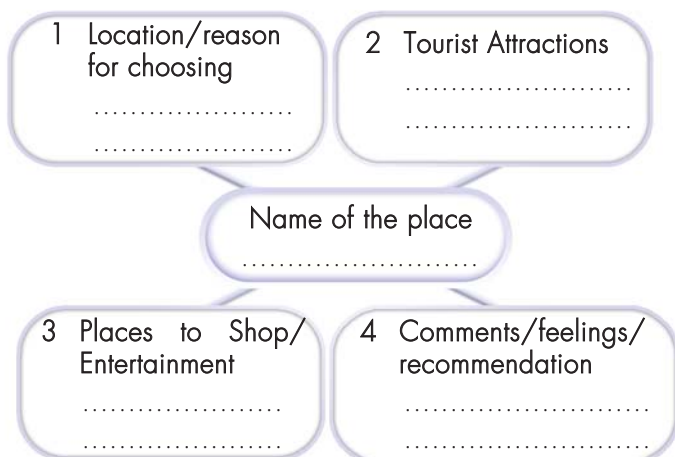 1 Location/reason
for choosing
......................
......................
2 Tourist Attractions
.........................
.........................
Name of the place
..........................
3 Places to Shop/
Entertainment
......................
......................
4 Comments/feelings/
recommendation
...........................
...........................